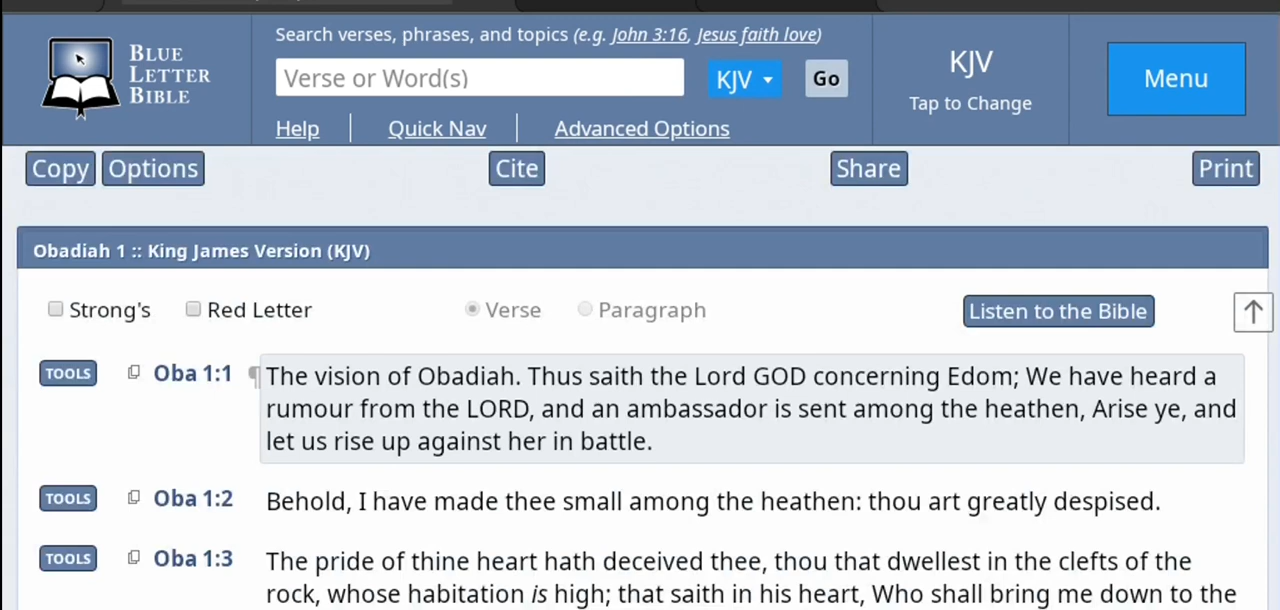 Search verses, phrases, and topics (e.g. John 3:16, Jesus faith love)
BLUE
LETTER
BIBLE
Verse or Word(s)
KJV
Go
Help
Quick Nav
Advanced Options
KJV
Tap to Change
Menu
Copy
Options
Cite
Share
Print
Obadiah 1 :: King James Version (KJV)
Strong's
Red Letter
Verse
Paragraph
Listen to the Bible
TOOLS Oba 1:1 ¶ The vision of Obadiah. Thus saith the Lord GOD concerning Edom; We have heard a
rumour from the LORD, and an ambassador is sent among the heathen, Arise ye, and
let us rise up against her in battle.
TOOLS Oba 1:2 Behold, I have made thee small among the heathen: thou art greatly despised.
TOOLS Oba 1:3 The pride of thine heart hath deceived thee, thou that dwellest in the clefts of the
rock, whose habitation is high; that saith in his heart, Who shall bring me down to the